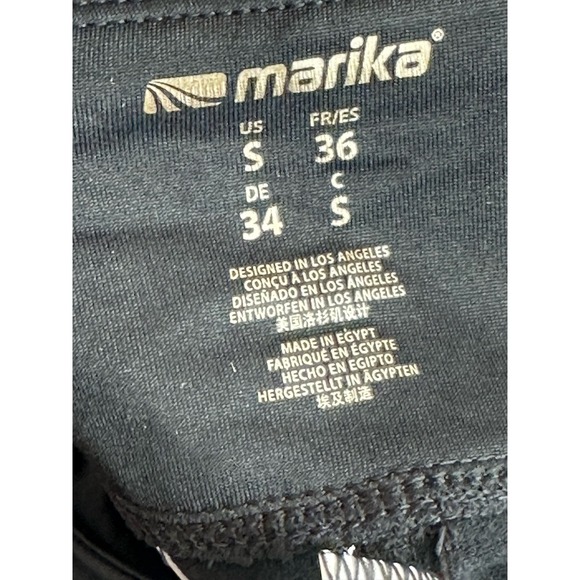 marika®
US FR/ES
S 36
DE C
34 S
DESIGNED IN LOS ANGELES
CONÇU À LOS ANGELES
DISEÑADO EN LOS ANGELES
ENTWORFEN IN LOS ANGELES
美国洛杉矶设计
MADE IN EGYPT
FABRIQUÉ EN ÉGYPTE
HECHO EN EGIPTO
HERGESTELLT IN ÄGYPTEN
埃及制造